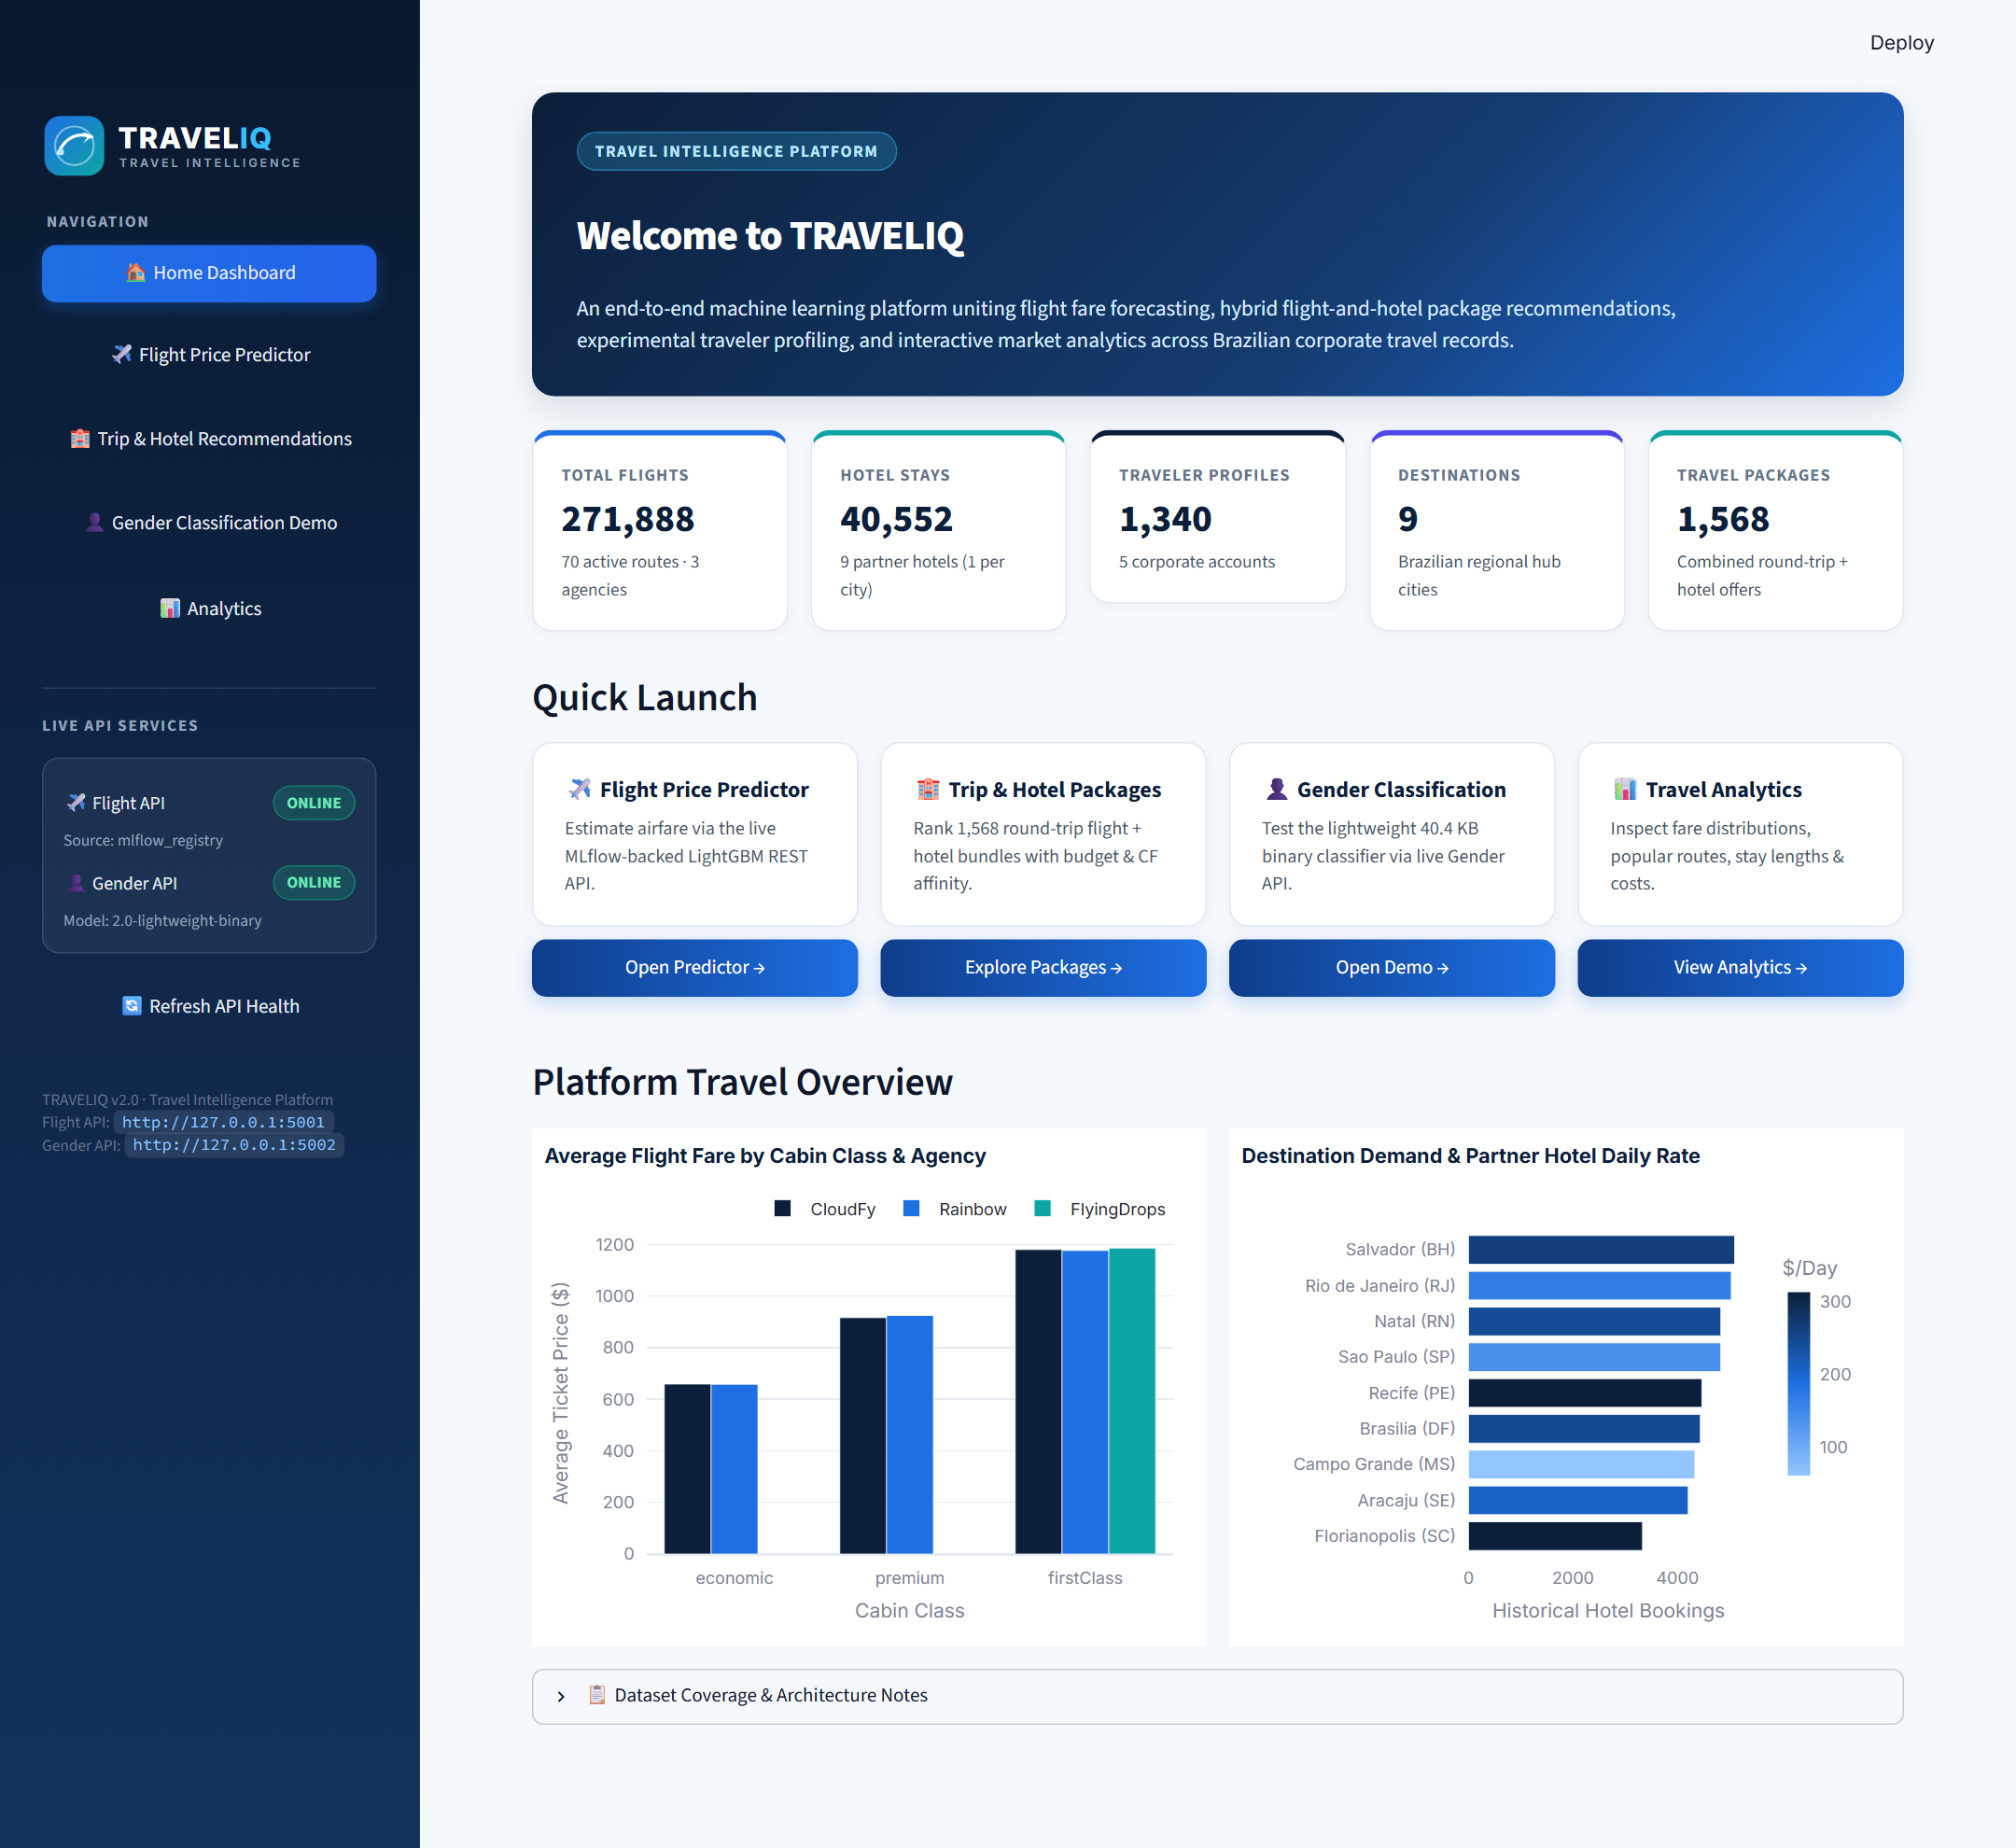 Deploy
TRAVELIQ
TRAVEL INTELLIGENCE
NAVIGATION
Home Dashboard
Flight Price Predictor
Trip & Hotel Recommendations
Gender Classification Demo
Analytics
LIVE API SERVICES
Flight API ONLINE
Source: mlflow_registry
Gender API ONLINE
Model: 2.0-lightweight-binary
Refresh API Health
TRAVELIQ v2.0 · Travel Intelligence Platform
Flight API: http://127.0.0.1:5001
Gender API: http://127.0.0.1:5002
TRAVEL INTELLIGENCE PLATFORM
Welcome to TRAVELIQ
An end-to-end machine learning platform uniting flight fare forecasting, hybrid flight-and-hotel package recommendations,
experimental traveler profiling, and interactive market analytics across Brazilian corporate travel records.
TOTAL FLIGHTS
271,888
70 active routes · 3
agencies
HOTEL STAYS
40,552
9 partner hotels (1 per
city)
TRAVELER PROFILES
1,340
5 corporate accounts
DESTINATIONS
9
Brazilian regional hub
cities
TRAVEL PACKAGES
1,568
Combined round-trip +
hotel offers
Quick Launch
Flight Price Predictor
Estimate airfare via the live
MLflow-backed LightGBM REST
API.
Open Predictor →
Trip & Hotel Packages
Rank 1,568 round-trip flight +
hotel bundles with budget & CF
affinity.
Explore Packages →
Gender Classification
Test the lightweight 40.4 KB
binary classifier via live Gender
API.
Open Demo →
Travel Analytics
Inspect fare distributions,
popular routes, stay lengths &
costs.
View Analytics →
Platform Travel Overview
Average Flight Fare by Cabin Class & Agency
CloudFy Rainbow FlyingDrops
Average Ticket Price ($)
1200
1000
800
600
400
200
0
economic premium firstClass
Cabin Class
Destination Demand & Partner Hotel Daily Rate
Salvador (BH)
Rio de Janeiro (RJ)
Natal (RN)
Sao Paulo (SP)
Recife (PE)
Brasilia (DF)
Campo Grande (MS)
Aracaju (SE)
Florianopolis (SC)
0 2000 4000
Historical Hotel Bookings
$/Day
300
200
100
Dataset Coverage & Architecture Notes